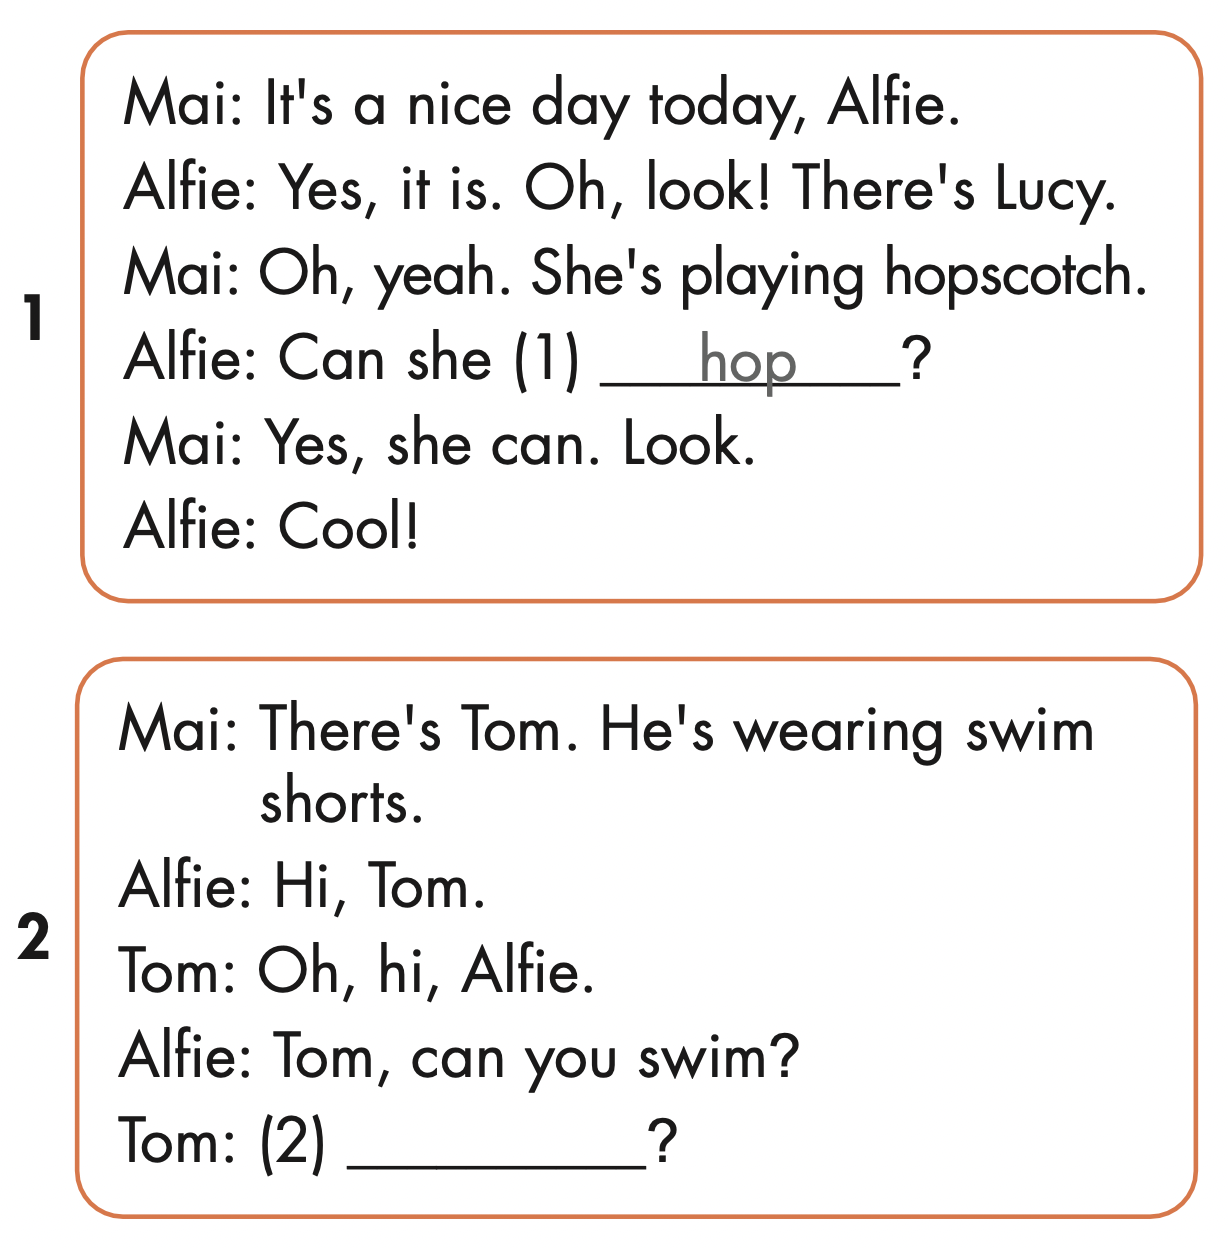 1
Mai: It's a nice day today, Alfie.
Alfie: Yes, it is. Oh, look! There's Lucy.
Mai: Oh, yeah. She's playing hopscotch.
Alfie: Can she (1) hop?
Mai: Yes, she can. Look.
Alfie: Cool!
2
Mai: There's Tom. He's wearing swim
shorts.
Alfie: Hi, Tom.
Tom: Oh, hi, Alfie.
Alfie: Tom, can you swim?
Tom: (2) __________?